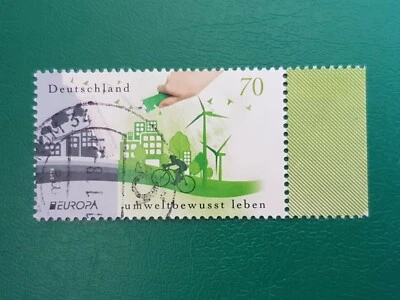 Deutschland 70
EUROPA umweltbewusst leben